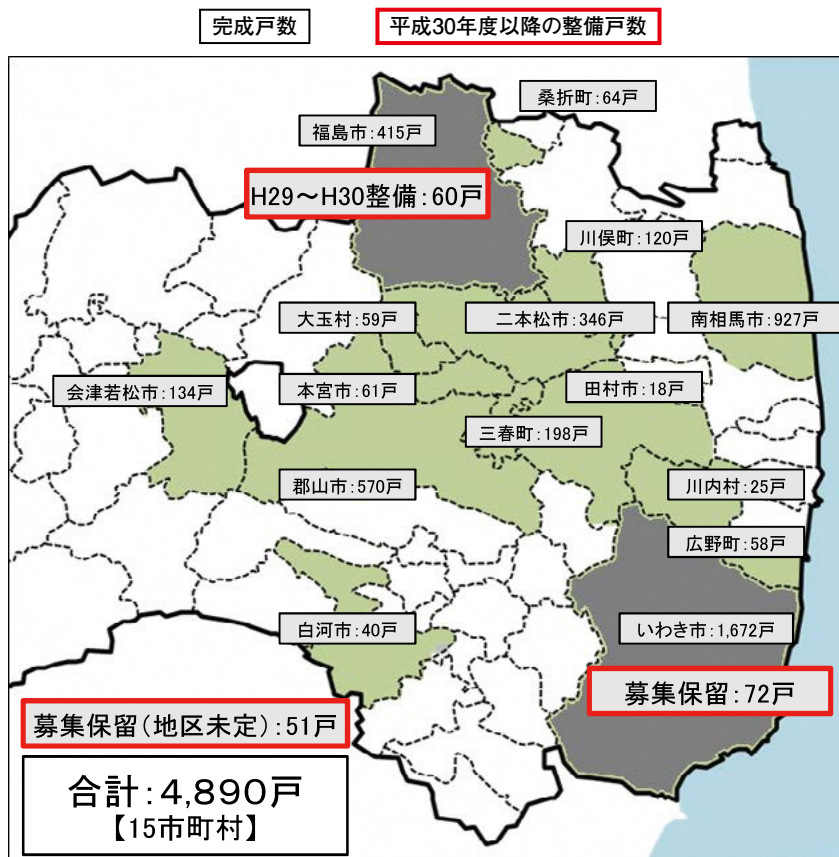 完成戸数
平成30年度以降の整備戸数
桑折町：64戸
福島市：415戸
H29～H30整備：60戸
川俣町：120戸
大玉村：59戸
二本松市：346戸
南相馬市：927戸
会津若松市：134戸
本宮市：61戸
田村市：18戸
三春町：198戸
郡山市：570戸
川内村：25戸
広野町：58戸
白河市：40戸
いわき市：1,672戸
募集保留：72戸
募集保留（地区未定）：51戸
合計：4,890戸
【15市町村】